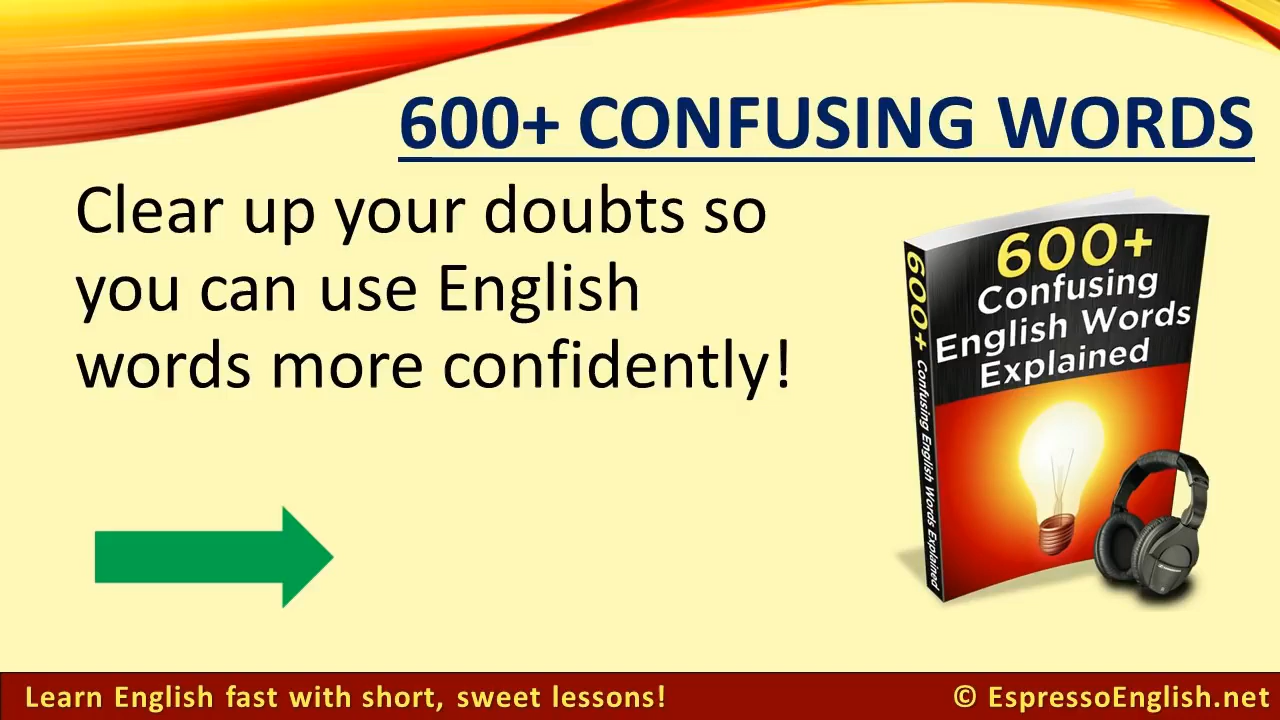 600+ CONFUSING WORDS
Clear up your doubts so
you can use English
words more confidently!
600+
Confusing
English Words
Explained
600+ Confusing English Words Explained
Learn English fast with short, sweet lessons!
© EspressoEnglish.net